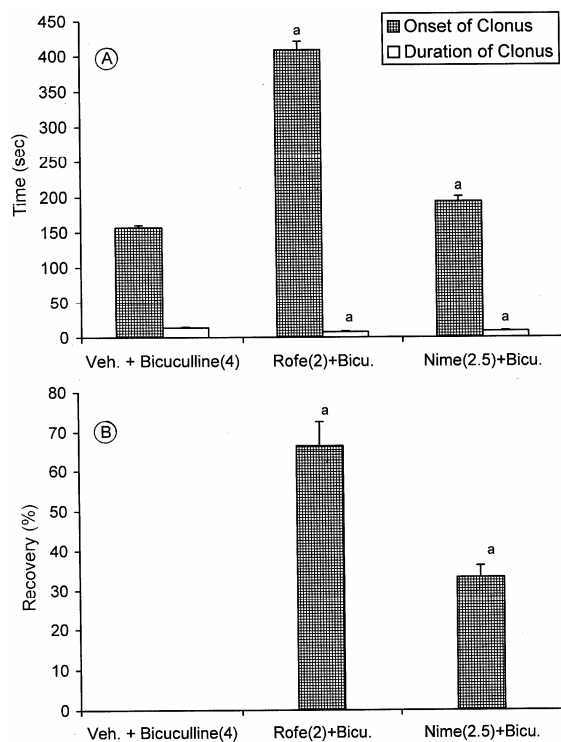 Onset of Clonus
Duration of Clonus
A
Time (sec)
450
400
350
300
250
200
150
100
50
0
a
a
a
a
Veh. + Bicuculline(4)
Rofe(2)+Bicu.
Nime(2.5)+Bicu.
B
Recovery (%)
80
70
60
50
40
30
20
10
0
a
a
Veh. + Bicuculline(4)
Rofe(2)+Bicu.
Nime(2.5)+Bicu.